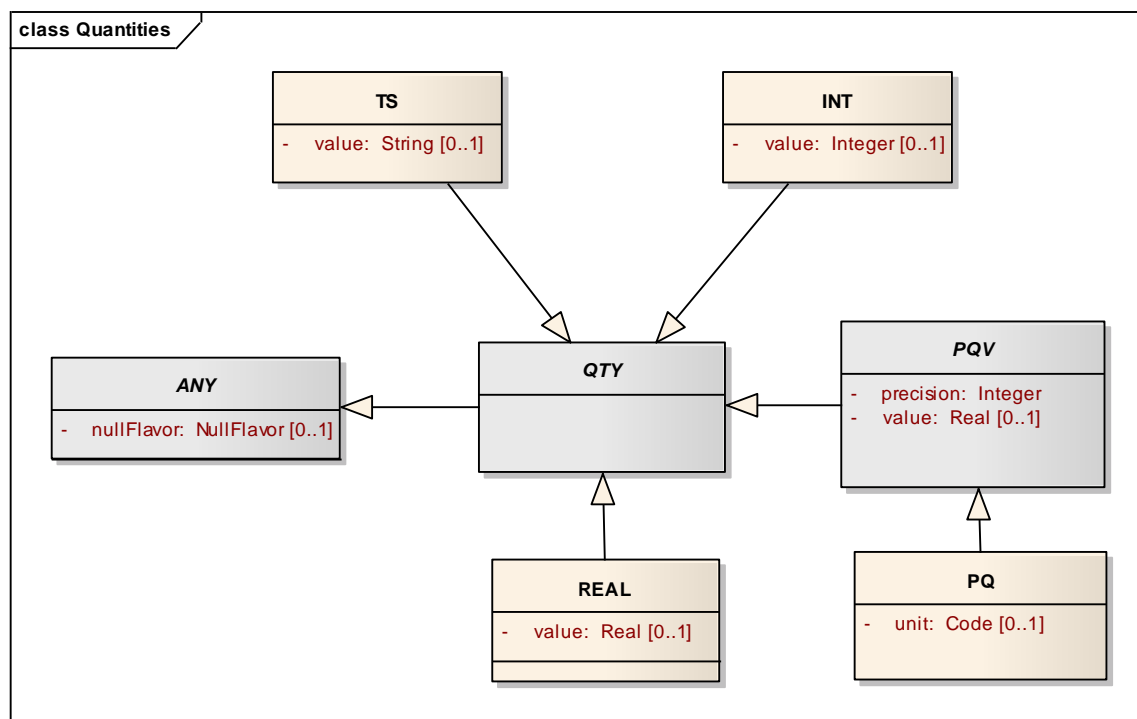 class Quantities
TS
- value: String [0..1]
INT
- value: Integer [0..1]
ANY
- nullFlavor: NullFlavor [0..1]
QTY
PQV
- precision: Integer
- value: Real [0..1]
REAL
- value: Real [0..1]
PQ
- unit: Code [0..1]